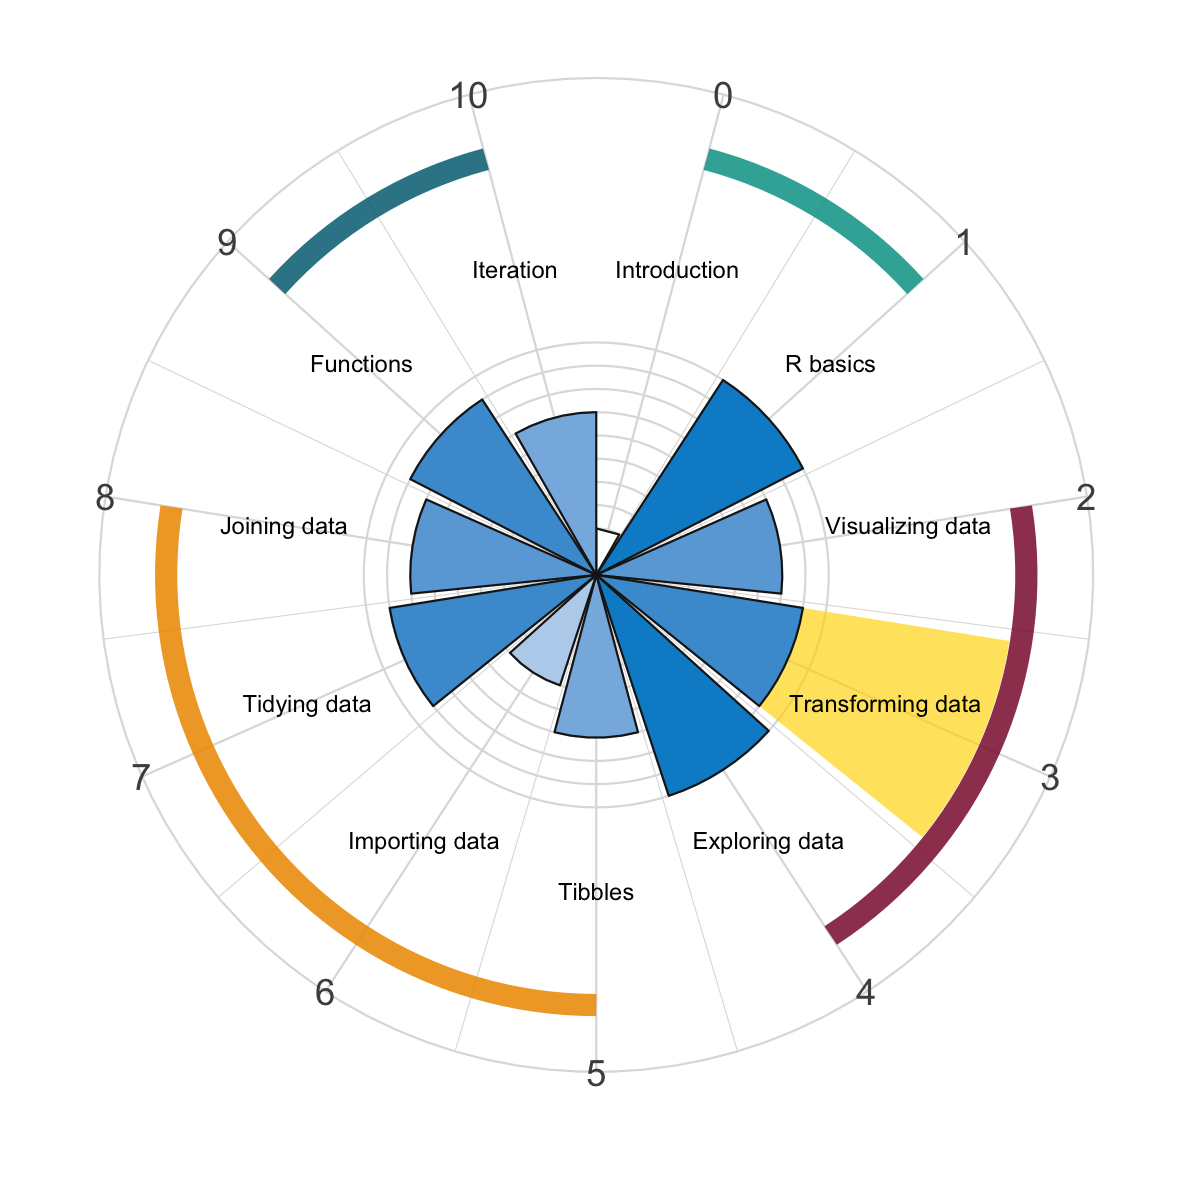 10
0
9
1
Iteration
Introduction
Functions
R basics
8
2
Joining data
Visualizing data
Tidying data
Transforming data
7
3
Importing data
Exploring data
Tibbles
6
4
5